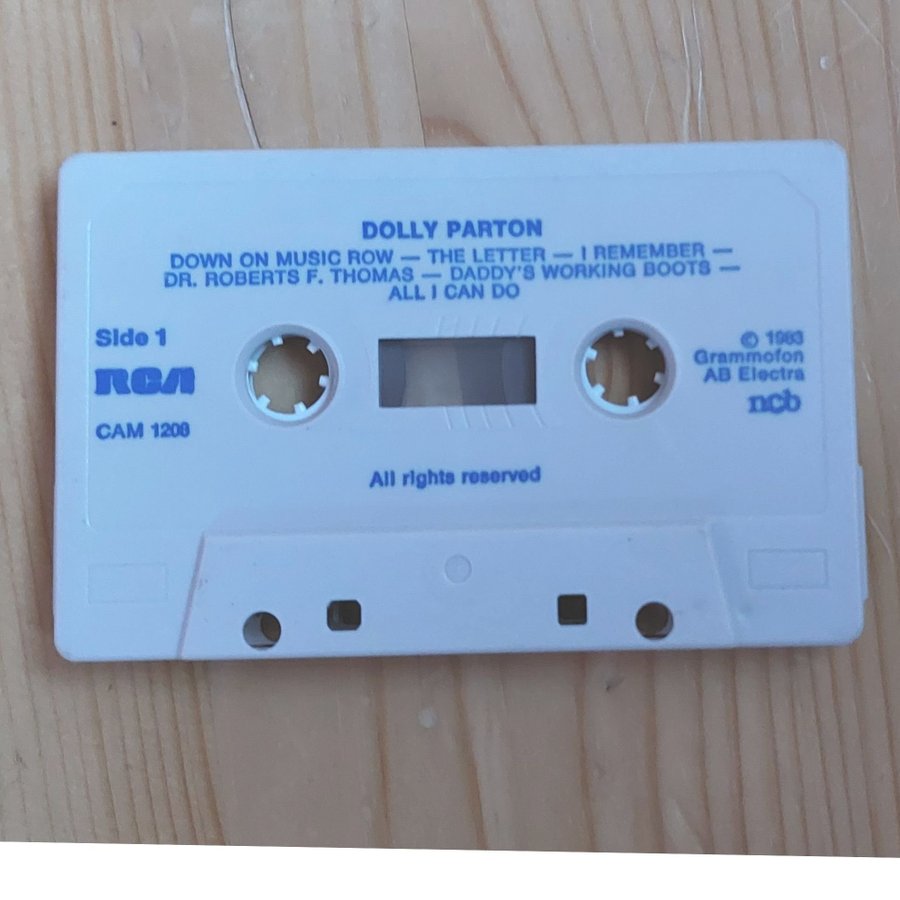 DOLLY PARTON
DOWN ON MUSIC ROW — THE LETTER — I REMEMBER —
DR. ROBERTS F. THOMAS — DADDY'S WORKING BOOTS —
ALL I CAN DO
Side 1
RCA
CAM 1208
© 1983
Grammofon
AB Electra
ncb
All rights reserved